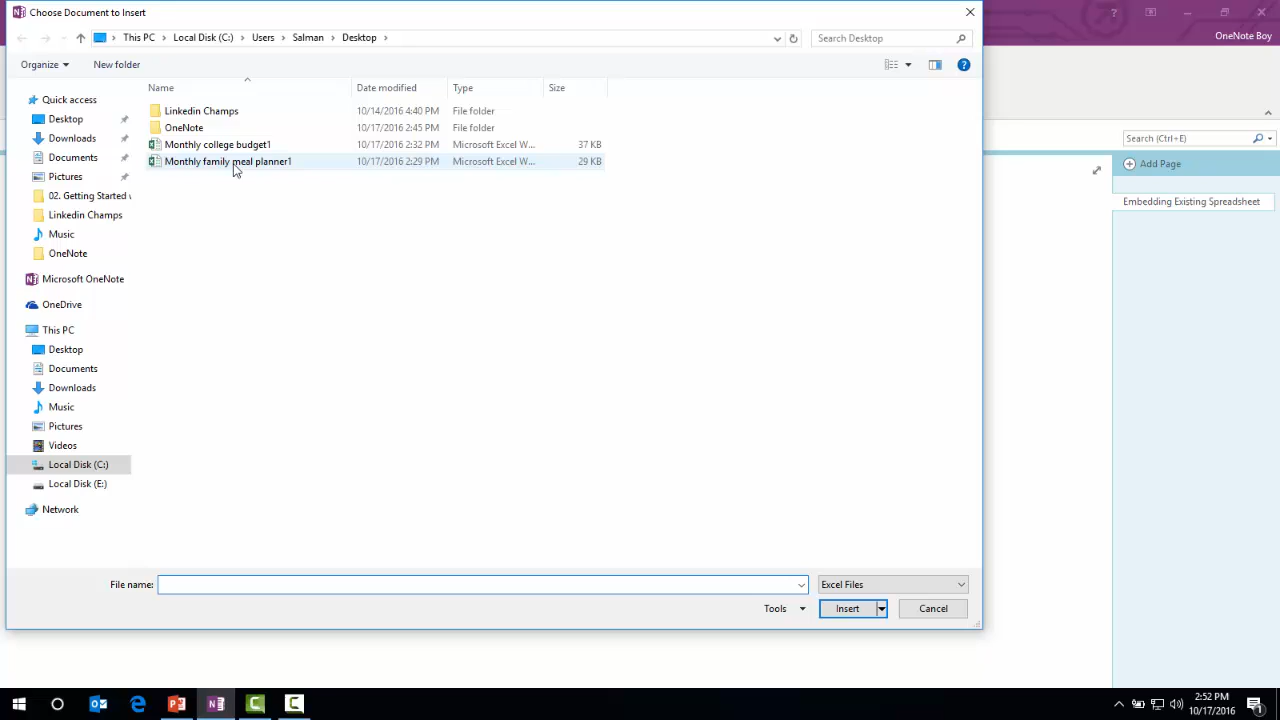 Choose Document to Insert
OneNote Boy
This PC > Local Disk (C:) > Users > Salman > Desktop >
Search Desktop
Organize
New folder
Name
Date modified
Type
Size
Quick access
Desktop
Downloads
Documents
Pictures
02. Getting Started
Linkedin Champs
Music
OneNote
Microsoft OneNote
OneDrive
This PC
Desktop
Documents
Downloads
Music
Pictures
Videos
Local Disk (C:)
Local Disk (E:)
Network
Linkedin Champs 10/14/2016 4:40 PM File folder
OneNote 10/17/2016 2:45 PM File folder
Monthly college budget1 10/17/2016 2:32 PM Microsoft Excel W... 37 KB
Monthly family meal planner1 10/17/2016 2:29 PM Microsoft Excel W... 29 KB
File name:
Excel Files
Tools
Insert
Cancel
Search (Ctrl+E)
Add Page
Embedding Existing Spreadsheet
2:52 PM
10/17/2016